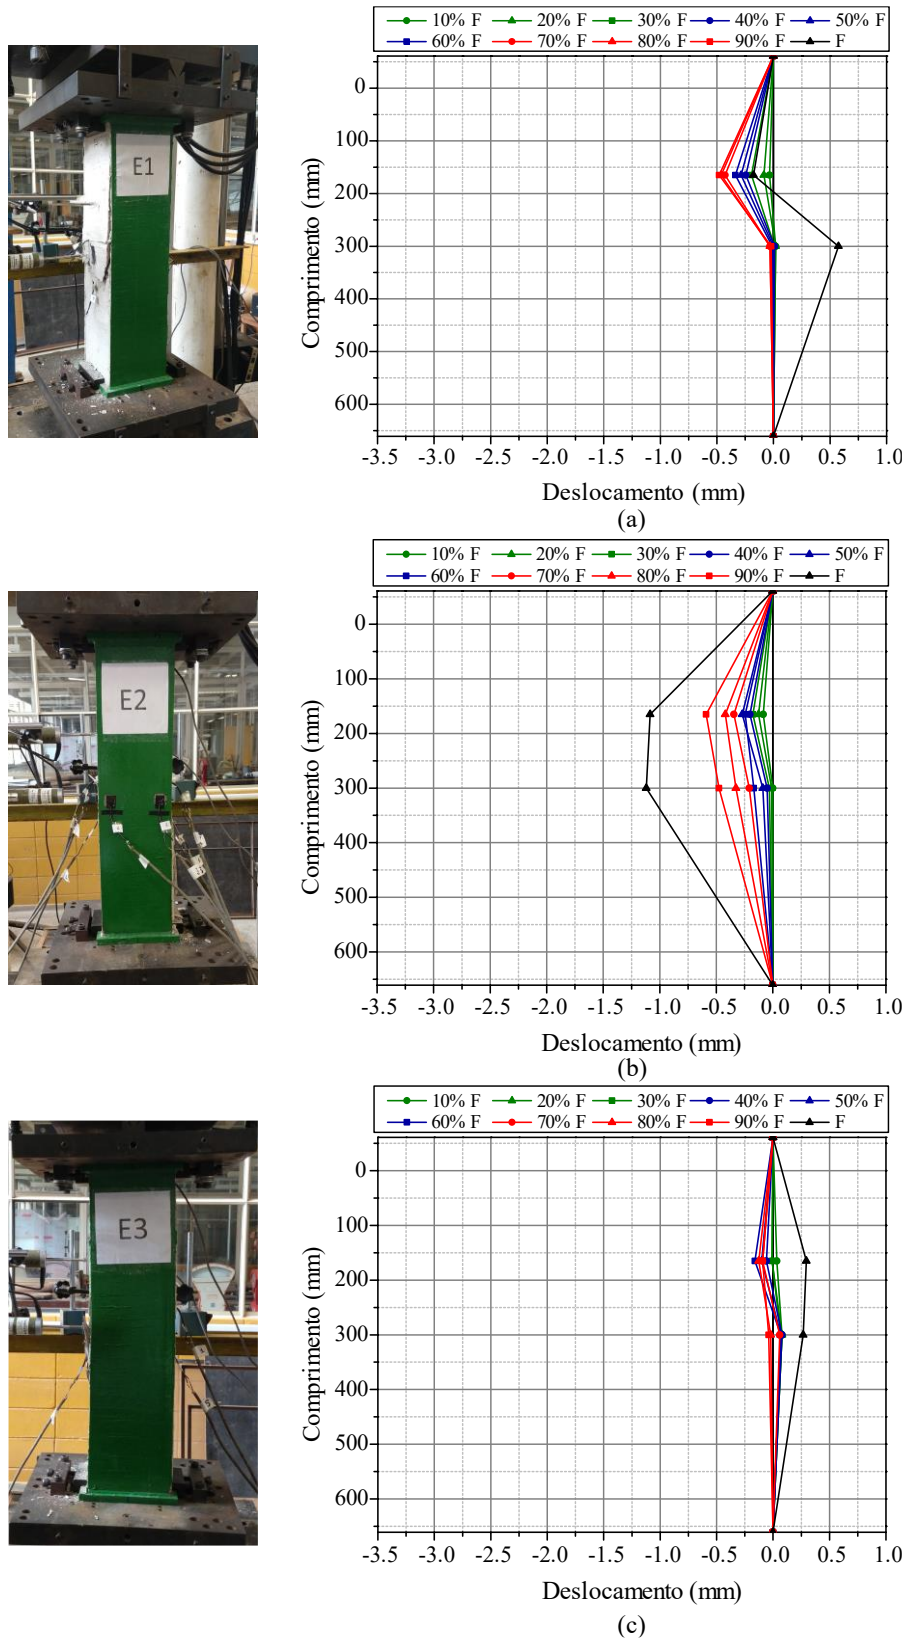 10% F 20% F 30% F 40% F 50% F
60% F 70% F 80% F 90% F F
E1
Comprimento (mm)
0
100
200
300
400
500
600
-3.5 -3.0 -2.5 -2.0 -1.5 -1.0 -0.5 0.0 0.5 1.0
Deslocamento (mm)
(a)
10% F 20% F 30% F 40% F 50% F
60% F 70% F 80% F 90% F F
E2
Comprimento (mm)
0
100
200
300
400
500
600
-3.5 -3.0 -2.5 -2.0 -1.5 -1.0 -0.5 0.0 0.5 1.0
Deslocamento (mm)
(b)
10% F 20% F 30% F 40% F 50% F
60% F 70% F 80% F 90% F F
E3
Comprimento (mm)
0
100
200
300
400
500
600
-3.5 -3.0 -2.5 -2.0 -1.5 -1.0 -0.5 0.0 0.5 1.0
Deslocamento (mm)
(c)